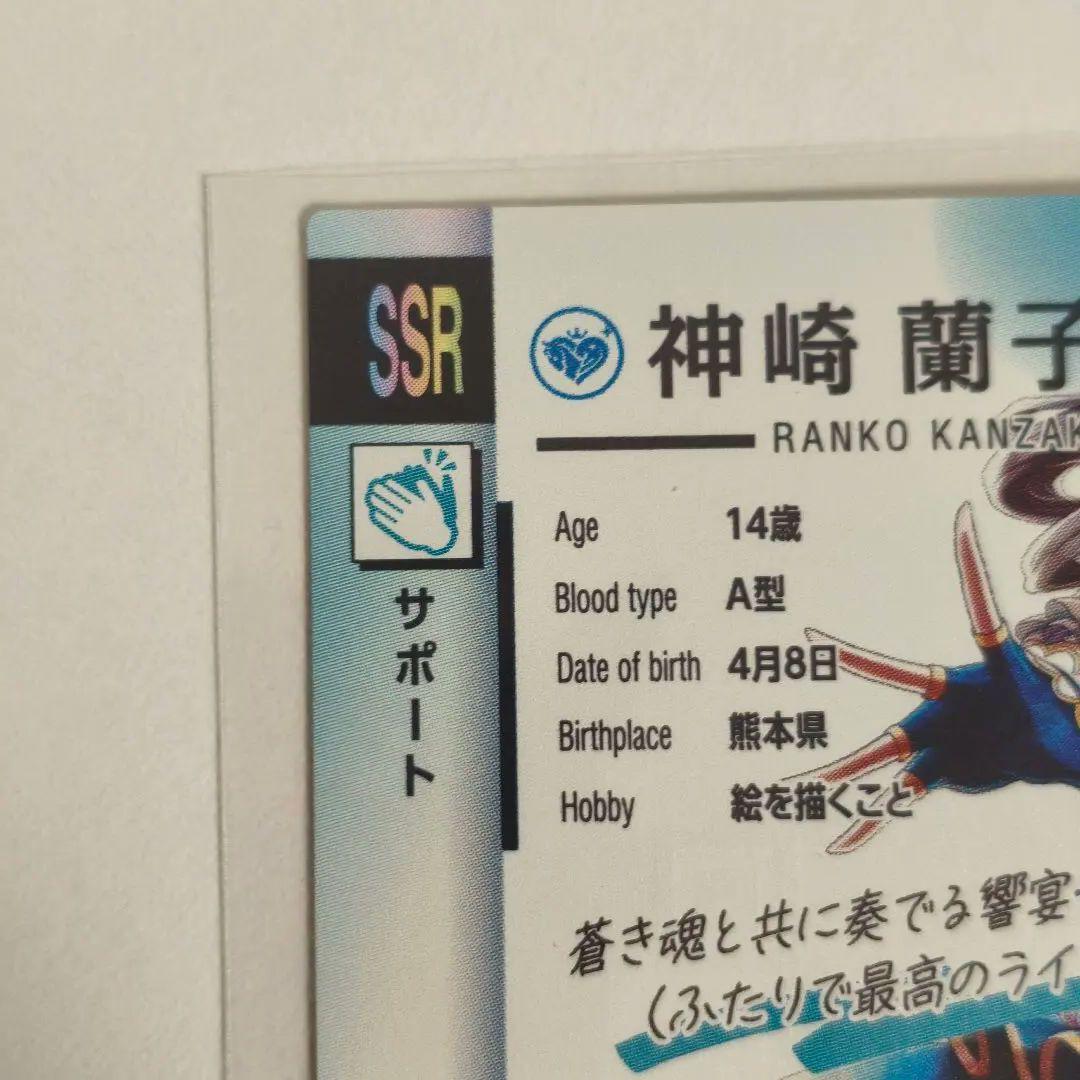 SSR
サポート
神崎 蘭子
RANKO KANZAK
Age 14歳
Blood type A型
Date of birth 4月8日
Birthplace 熊本県
Hobby 絵を描くこと
蒼き魂と共に奏でる響宴
(ふたりで最高のライ